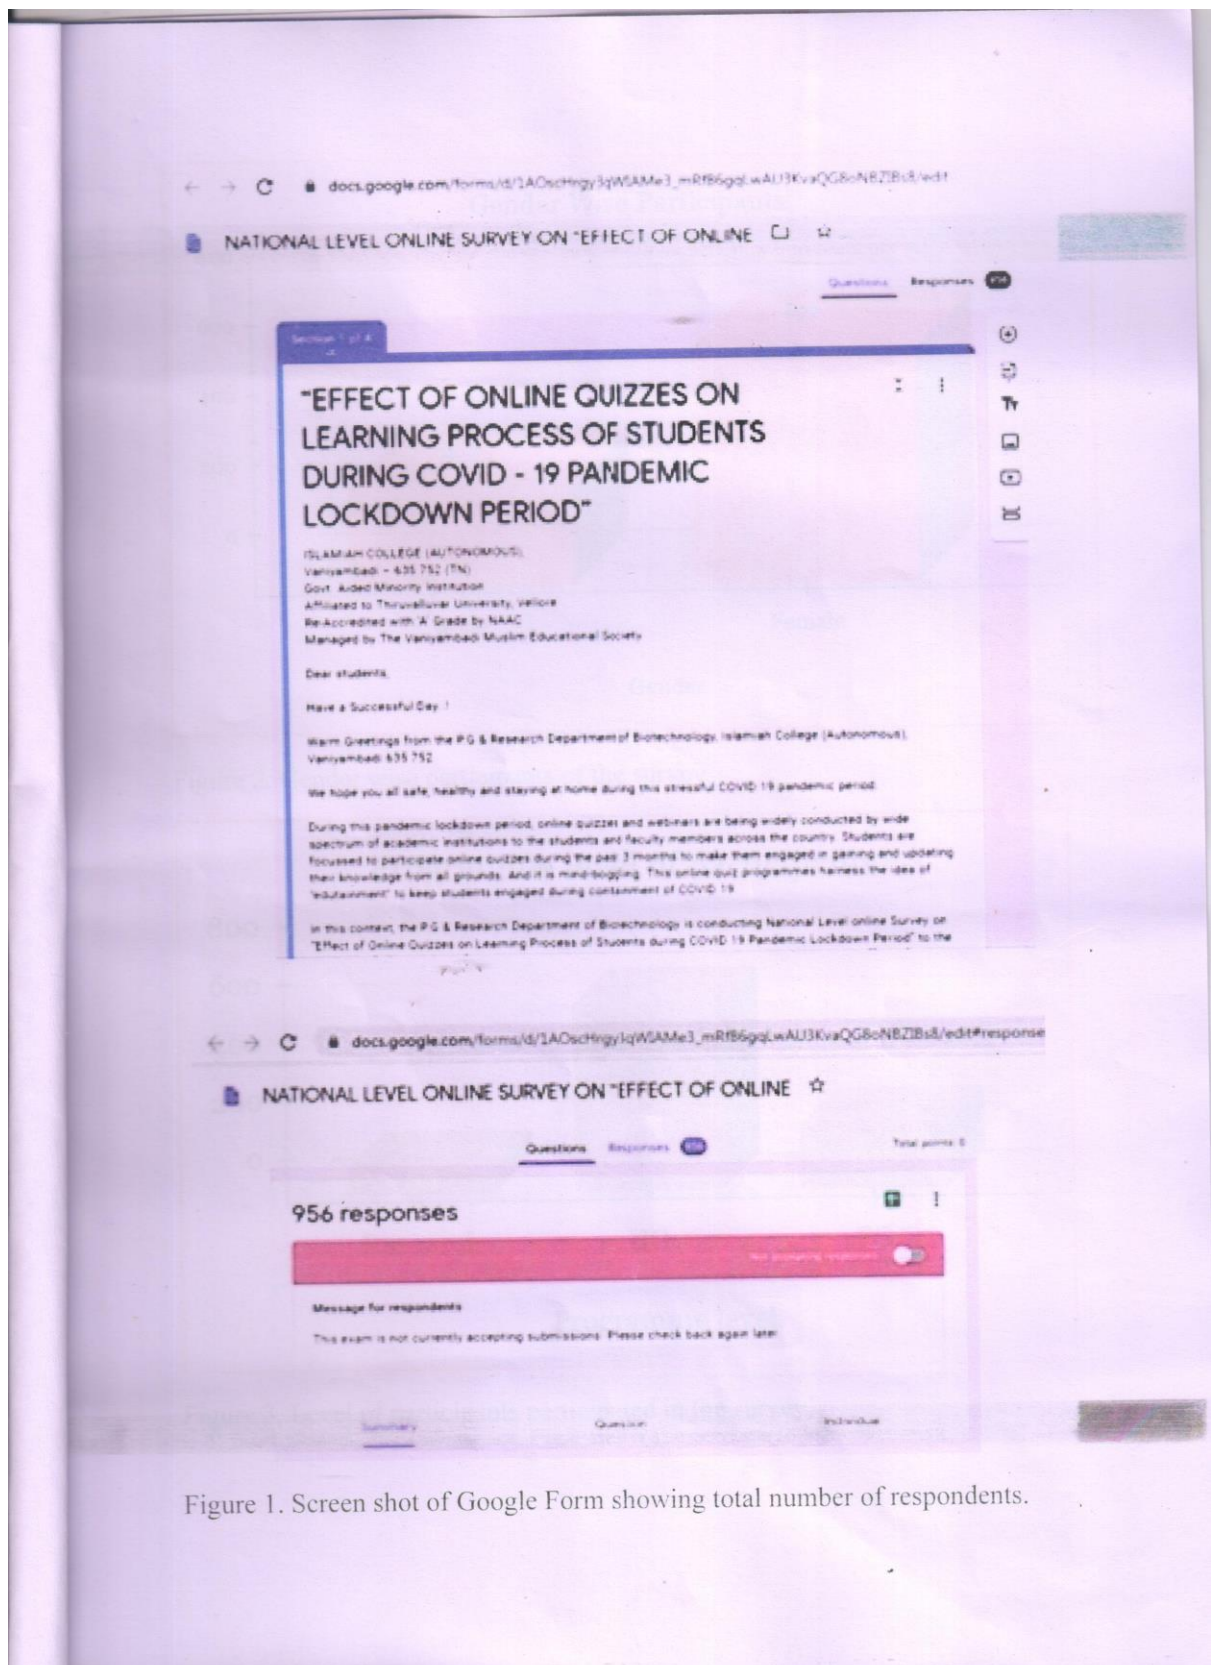 docs.google.com/forms/d/1AOscHrgy3qWIAMe3_mRfB6gqLwAU3KvaQG8oNBZIBs8/edit
NATIONAL LEVEL ONLINE SURVEY ON "EFFECT OF ONLINE
Questions Responses 956
Section 1 of 4
"EFFECT OF ONLINE QUIZZES ON
LEARNING PROCESS OF STUDENTS
DURING COVID - 19 PANDEMIC
LOCKDOWN PERIOD"
ISLAMIAH COLLEGE (AUTONOMOUS),
Vaniyambadi - 635 752 (TN)
Govt. Aided Minority Institution
Affiliated to Thiruvalluvar University, Vellore
Re-Accredited with 'A' Grade by NAAC
Managed by The Vaniyambadi Muslim Educational Society
Dear students,
Have a Successful Day !
Warm Greetings from the P.G & Research Department of Biotechnology, Islamiah College (Autonomous),
Vaniyambadi 635 752
We hope you all safe, healthy and staying at home during this stressful COVID 19 pandemic period.
During this pandemic lockdown period, online quizzes and webinars are being widely conducted by wide
spectrum of academic institutions to the students and faculty members across the country. Students are
focussed to participate online quizzes during the past 3 months to make them engaged in gaining and updating
their knowledge from all grounds. And it is mind-boggling. This online quiz programmes harness the idea of
"edutainment" to keep students engaged during containment of COVID 19
In this context, the P.G & Research Department of Biotechnology is conducting National Level online Survey on
"Effect of Online Quizzes on Learning Process of Students during COVID 19 Pandemic Lockdown Period" to the
docs.google.com/forms/d/1AOscHrgy3qWIAMe3_mRfB6gqLwAU3KvaQG8oNBZIBs8/edit#response
NATIONAL LEVEL ONLINE SURVEY ON "EFFECT OF ONLINE
Questions Responses 956
Total points: 0
956 responses
Not accepting responses
Message for respondents
This exam is not currently accepting submissions. Please check back again later.
Summary Question Individual
Figure 1. Screen shot of Google Form showing total number of respondents.